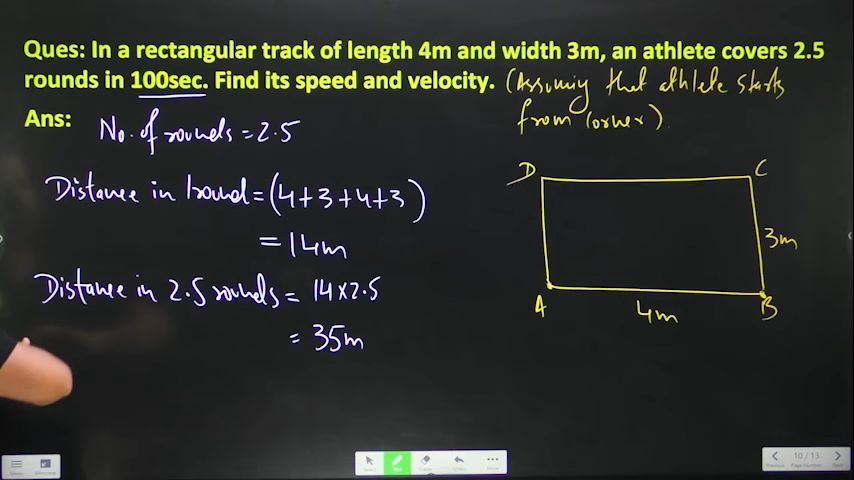 Ques: In a rectangular track of length 4m and width 3m, an athlete covers 2.5
rounds in 100sec. Find its speed and velocity. (Assuming that athlete starts
from corner)
Ans:
No. of rounds = 2.5
Distance in 1 round = (4+3+4+3)
= 14m
Distance in 2.5 rounds = 14×2.5
= 35m
D
C
3m
A
4m
B
10 / 13